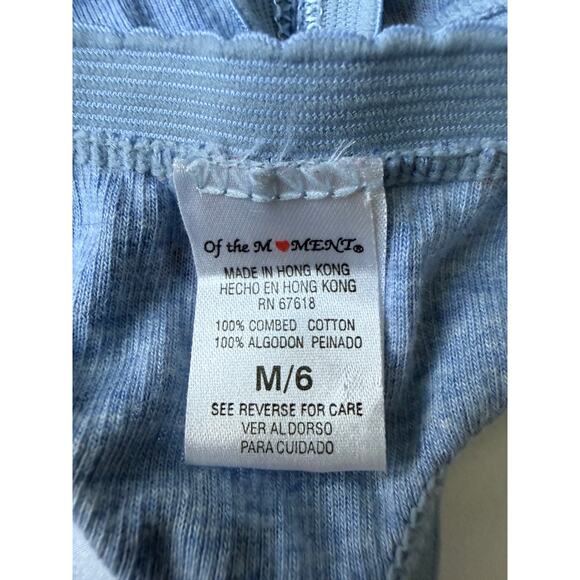 Of the M❤MENT®
MADE IN HONG KONG
HECHO EN HONG KONG
RN 67618
100% COMBED COTTON
100% ALGODON PEINADO
M/6
SEE REVERSE FOR CARE
VER AL DORSO
PARA CUIDADO